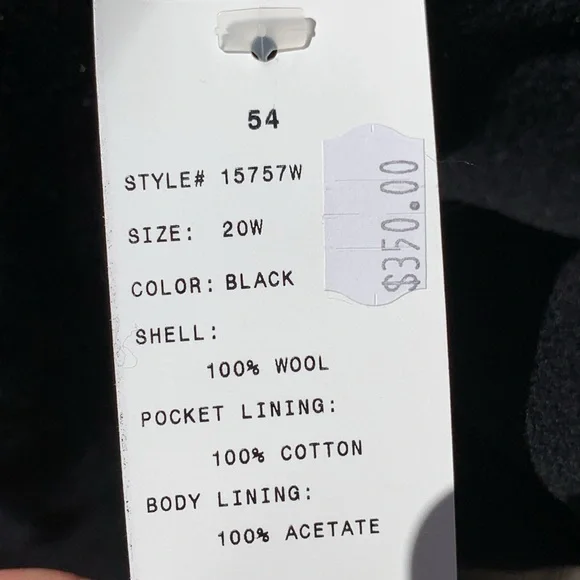 54
STYLE# 15757W
SIZE: 20W
COLOR: BLACK
SHELL:
100% WOOL
POCKET LINING:
100% COTTON
BODY LINING:
100% ACETATE
$350.00